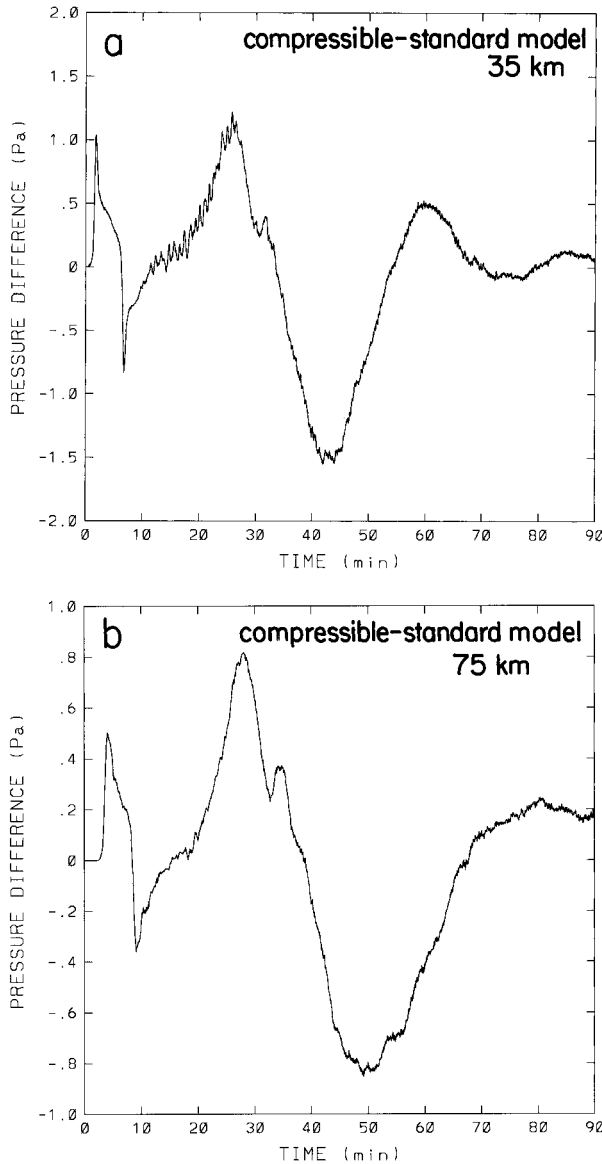 a
compressible-standard model
35 km
2.0
1.5
1.0
.5
0
-.5
-1.0
-1.5
-2.0
PRESSURE DIFFERENCE (Pa)
0 10 20 30 40 50 60 70 80 90
TIME (min)
b
compressible-standard model
75 km
1.0
.8
.6
.4
.2
0
-.2
-.4
-.6
-.8
-1.0
PRESSURE DIFFERENCE (Pa)
0 10 20 30 40 50 60 70 80 90
TIME (min)